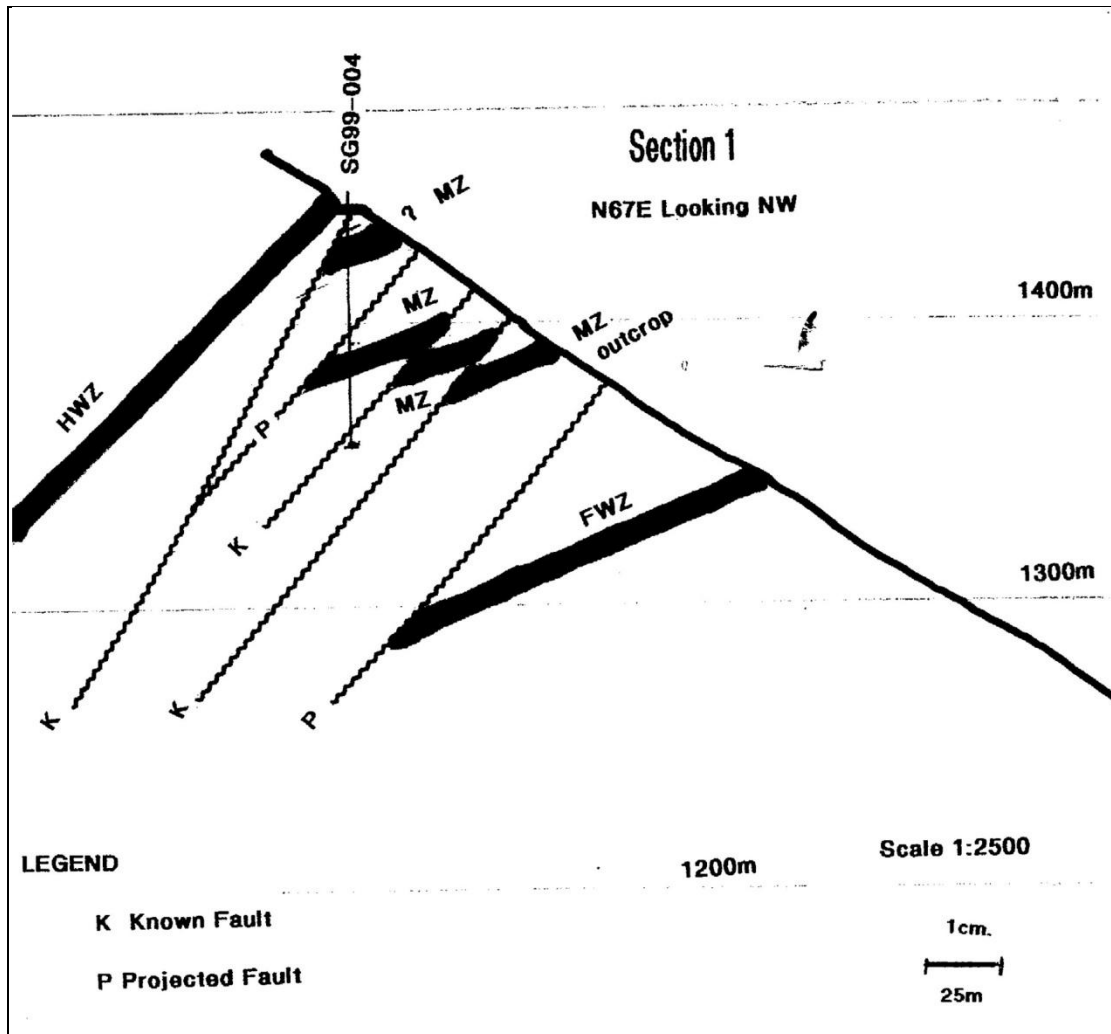 SG99-004
Section 1
N67E Looking NW
? MZ
1400m
MZ
MZ
outcrop
MZ
HWZ
P
K
FWZ
1300m
K
K
P
LEGEND
1200m
Scale 1:2500
K Known Fault
P Projected Fault
1cm.
25m